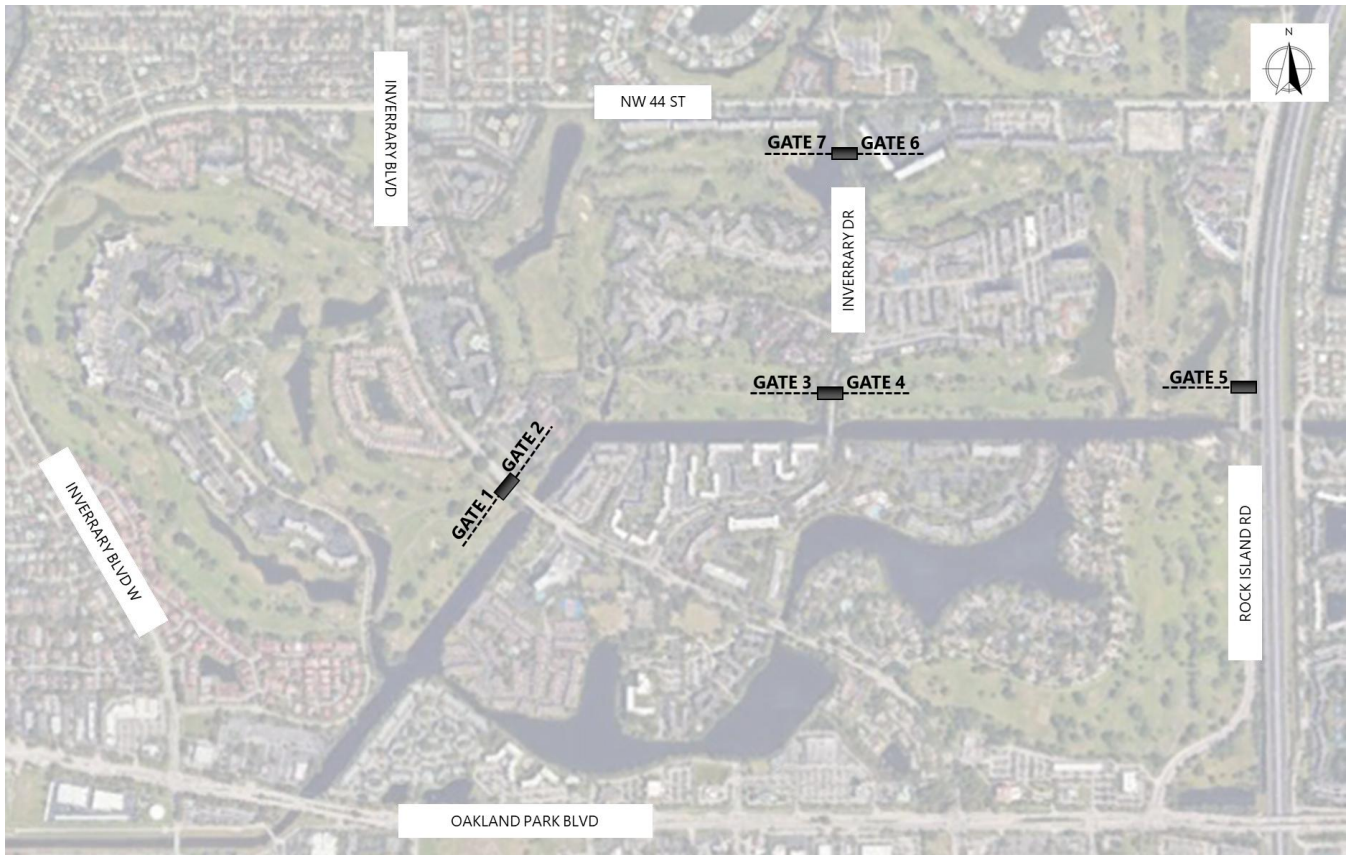 N
INVERRARY BLVD
NW 44 ST
GATE 7
GATE 6
INVERRARY DR
GATE 3
GATE 4
GATE 5
GATE 2
GATE 1
INVERRARY BLVD W
ROCK ISLAND RD
OAKLAND PARK BLVD